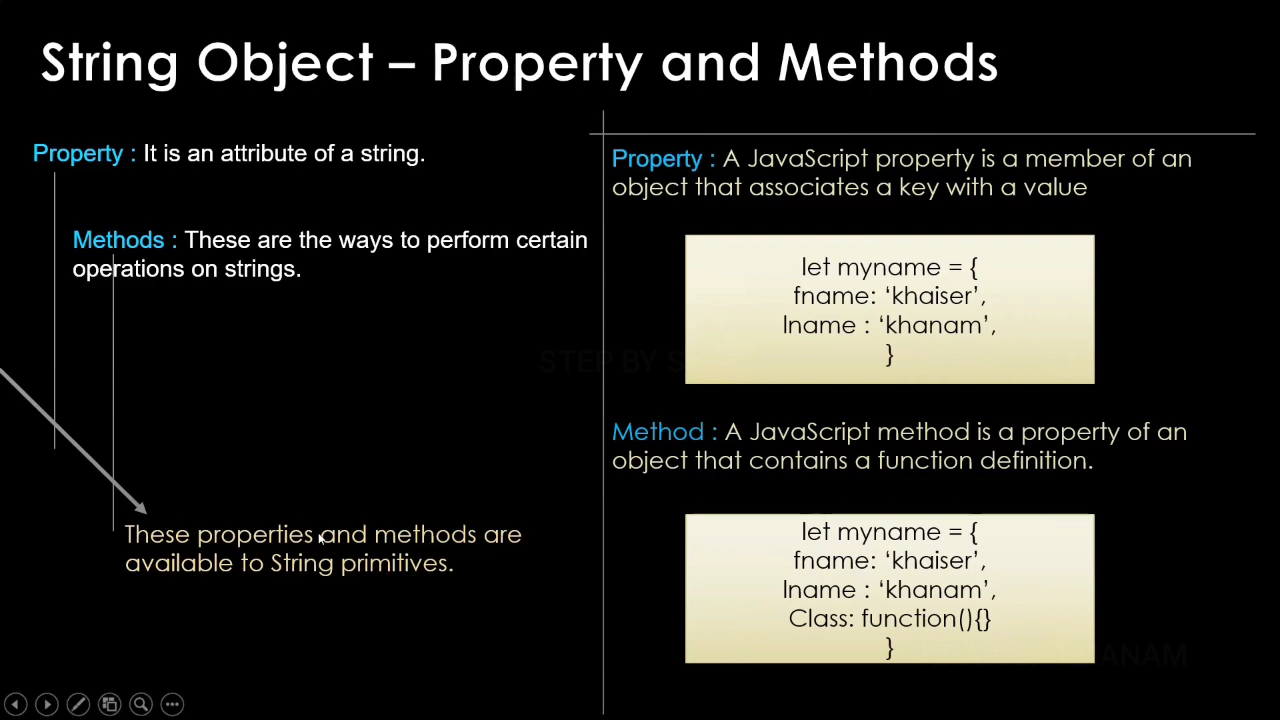 String Object – Property and Methods
Property : It is an attribute of a string.
Methods : These are the ways to perform certain
operations on strings.
These properties and methods are
available to String primitives.
Property : A JavaScript property is a member of an
object that associates a key with a value
let myname = {
fname: ‘khaiser’,
lname : ‘khanam’,
}
Method : A JavaScript method is a property of an
object that contains a function definition.
let myname = {
fname: ‘khaiser’,
lname : ‘khanam’,
Class: function(){}
}
STEP BY S
ANAM